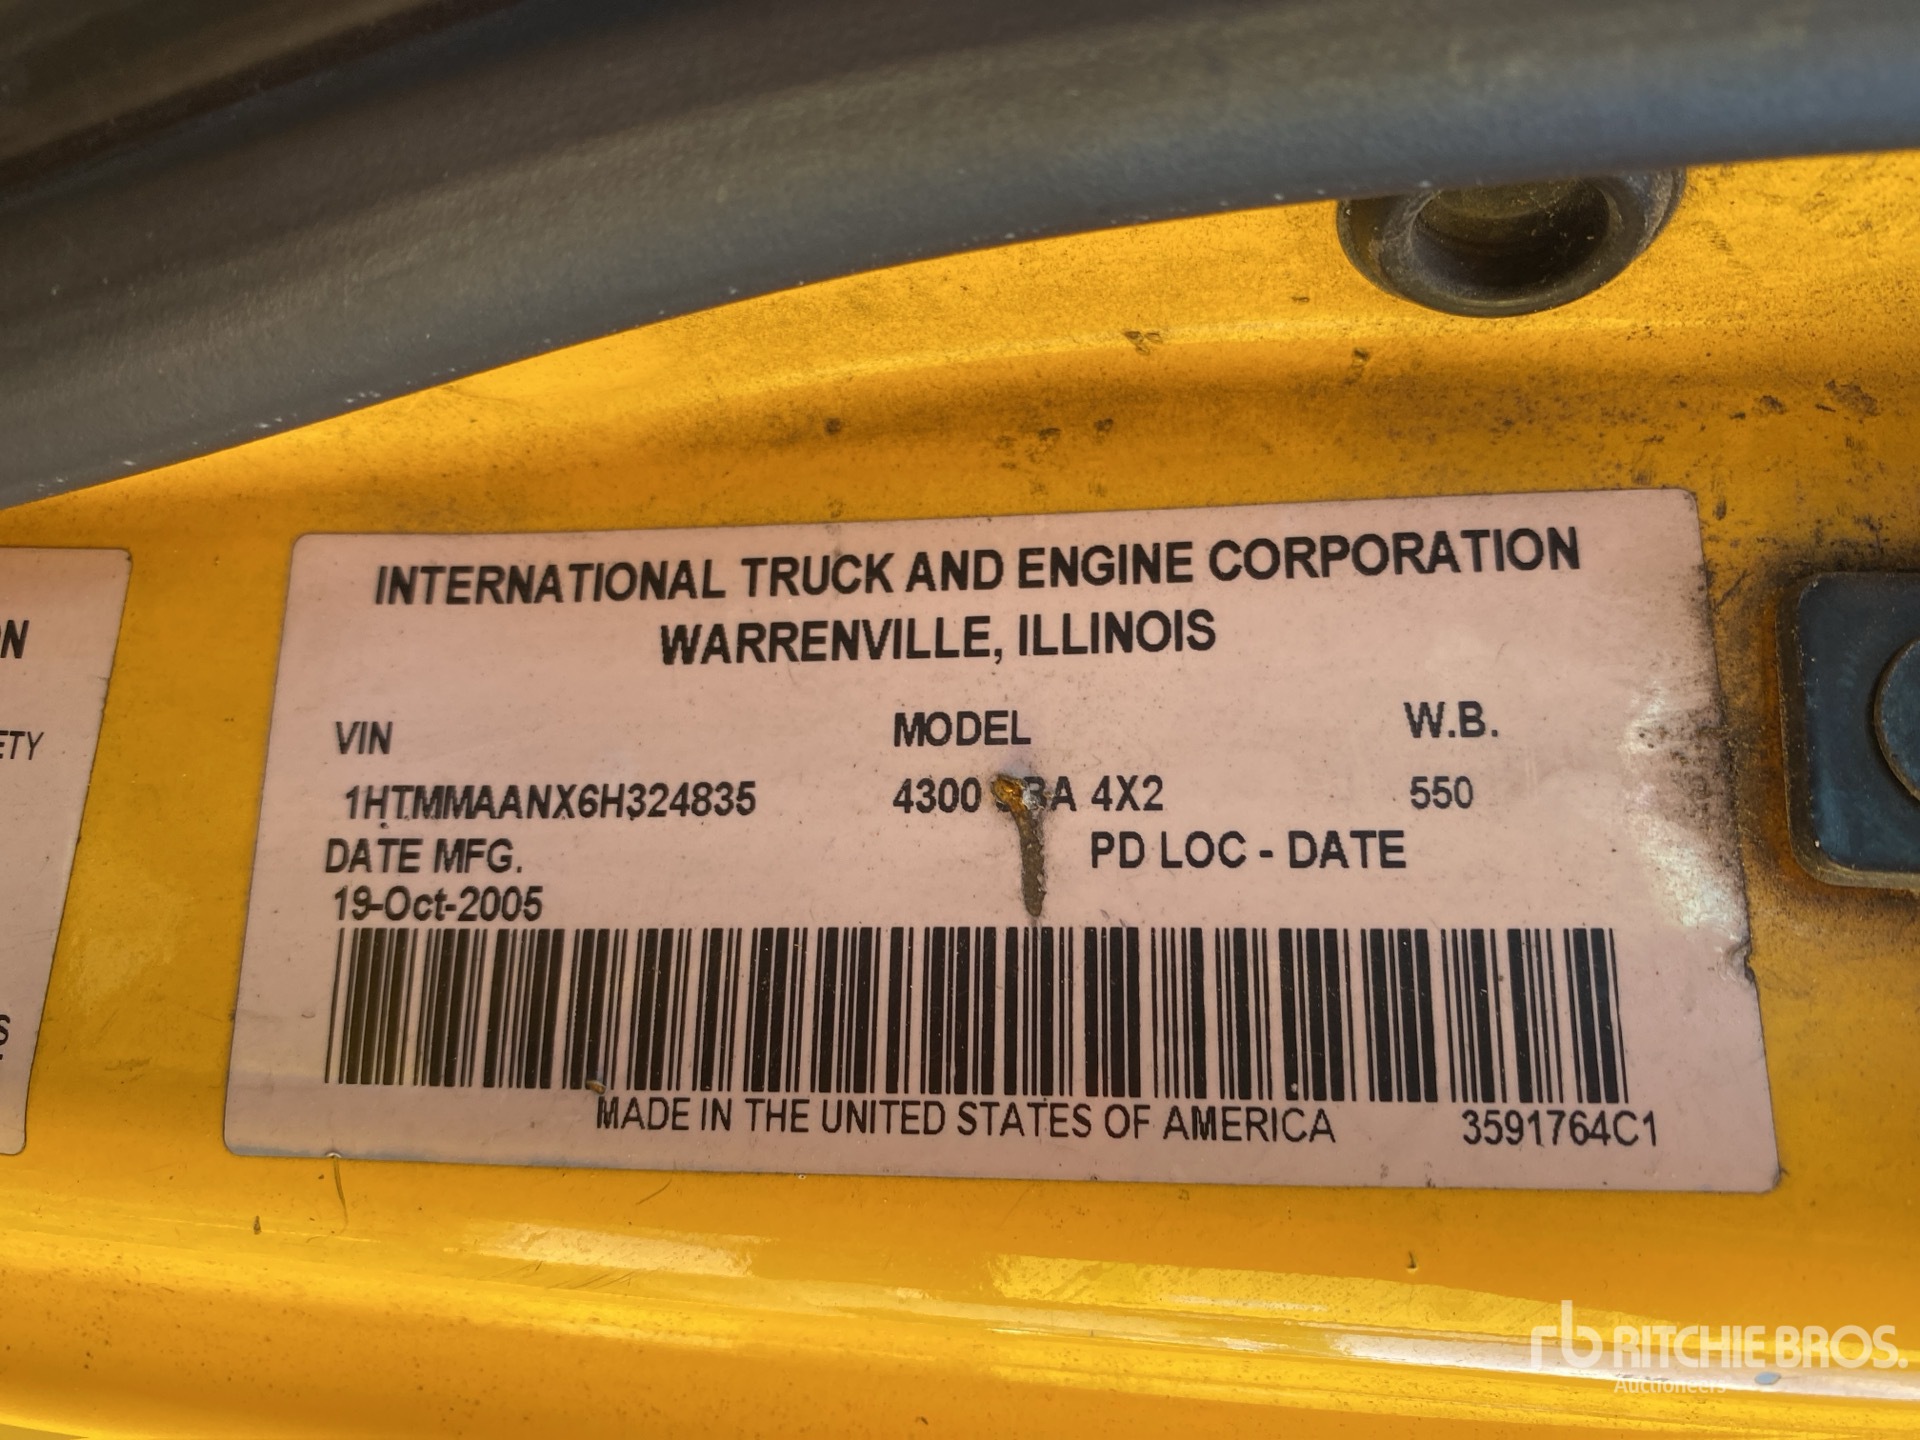 INTERNATIONAL TRUCK AND ENGINE CORPORATION
WARRENVILLE, ILLINOIS
VIN MODEL W.B.
1HTMMAANX6H324835 4300 4X2 550
DATE MFG. PD LOC - DATE
19-Oct-2005
MADE IN THE UNITED STATES OF AMERICA 3591764C1
rb RITCHIE BROS.
Auctioneers